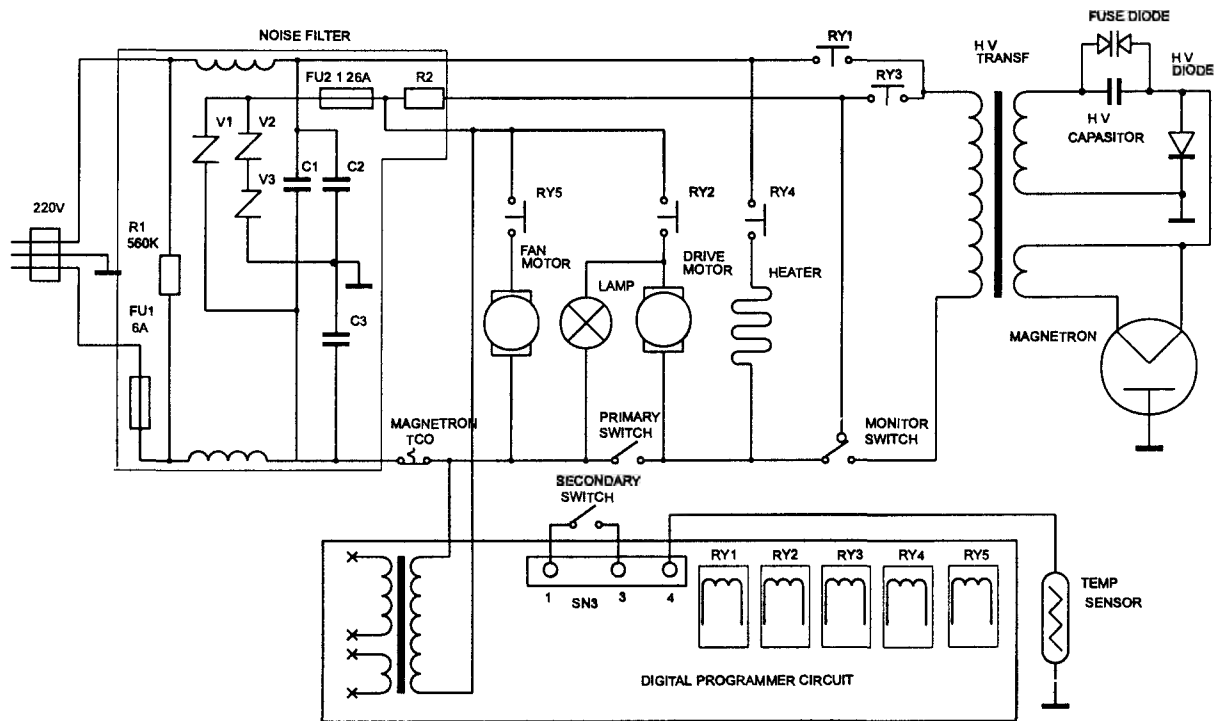 FUSE DIODE
NOISE FILTER
RY1
H V
TRANSF
H V
DIODE
FU2 1 26A
R2
RY3
V1
V2
H V
CAPASITOR
C1
C2
V3
RY5
RY2
RY4
220V
R1
560K
FAN
MOTOR
DRIVE
MOTOR
HEATER
LAMP
FU1
6A
C3
MAGNETRON
MAGNETRON
TCO
PRIMARY
SWITCH
MONITOR
SWITCH
SECONDARY
SWITCH
RY1
RY2
RY3
RY4
RY5
TEMP
SENSOR
1
SN3
3
4
DIGITAL PROGRAMMER CIRCUIT